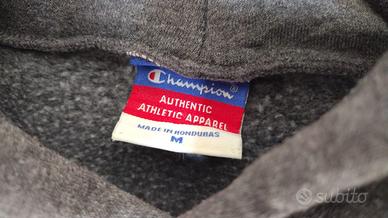 Champion®
AUTHENTIC
ATHLETIC APPAREL
MADE IN HONDURAS
M
subito